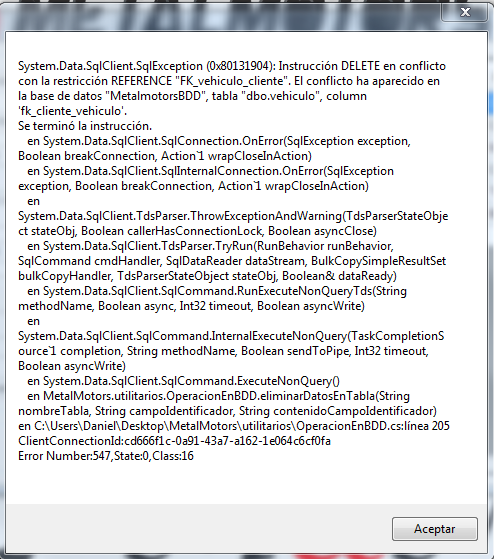 METALMOTORS
System.Data.SqlClient.SqlException (0x80131904): Instrucción DELETE en conflicto
con la restricción REFERENCE "FK_vehiculo_cliente". El conflicto ha aparecido en
la base de datos "MetalmotorsBDD", tabla "dbo.vehiculo", column
'fk_cliente_vehiculo'.
Se terminó la instrucción.
en System.Data.SqlClient.SqlConnection.OnError(SqlException exception,
Boolean breakConnection, Action`1 wrapCloseInAction)
en System.Data.SqlClient.SqlInternalConnection.OnError(SqlException
exception, Boolean breakConnection, Action`1 wrapCloseInAction)
en
System.Data.SqlClient.TdsParser.ThrowExceptionAndWarning(TdsParserStateObje
ct stateObj, Boolean callerHasConnectionLock, Boolean asyncClose)
en System.Data.SqlClient.TdsParser.TryRun(RunBehavior runBehavior,
SqlCommand cmdHandler, SqlDataReader dataStream, BulkCopySimpleResultSet
bulkCopyHandler, TdsParserStateObject stateObj, Boolean& dataReady)
en System.Data.SqlClient.SqlCommand.RunExecuteNonQueryTds(String
methodName, Boolean async, Int32 timeout, Boolean asyncWrite)
en
System.Data.SqlClient.SqlCommand.InternalExecuteNonQuery(TaskCompletionS
ource`1 completion, String methodName, Boolean sendToPipe, Int32 timeout,
Boolean asyncWrite)
en System.Data.SqlClient.SqlCommand.ExecuteNonQuery()
en MetalMotors.utilitarios.OperacionEnBDD.eliminarDatosEnTabla(String
nombreTabla, String campoIdentificador, String contenidoCampoIdentificador)
en C:\Users\Daniel\Desktop\MetalMotors\utilitarios\OperacionEnBDD.cs:línea 205
ClientConnectionId:cd666f1c-0a91-43a7-a162-1e064c6cf0fa
Error Number:547,State:0,Class:16
Aceptar